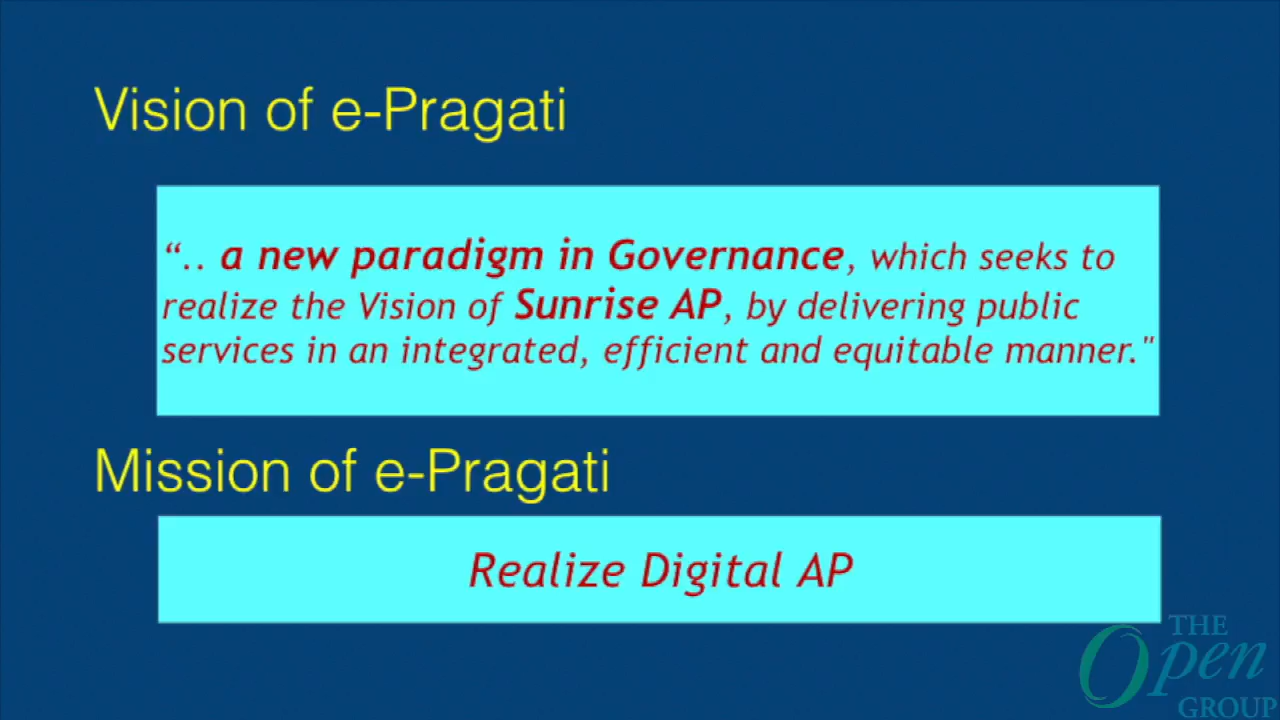 Vision of e-Pragati
“.. a new paradigm in Governance, which seeks to
realize the Vision of Sunrise AP, by delivering public
services in an integrated, efficient and equitable manner."
Mission of e-Pragati
Realize Digital AP
THE
Open
GROUP